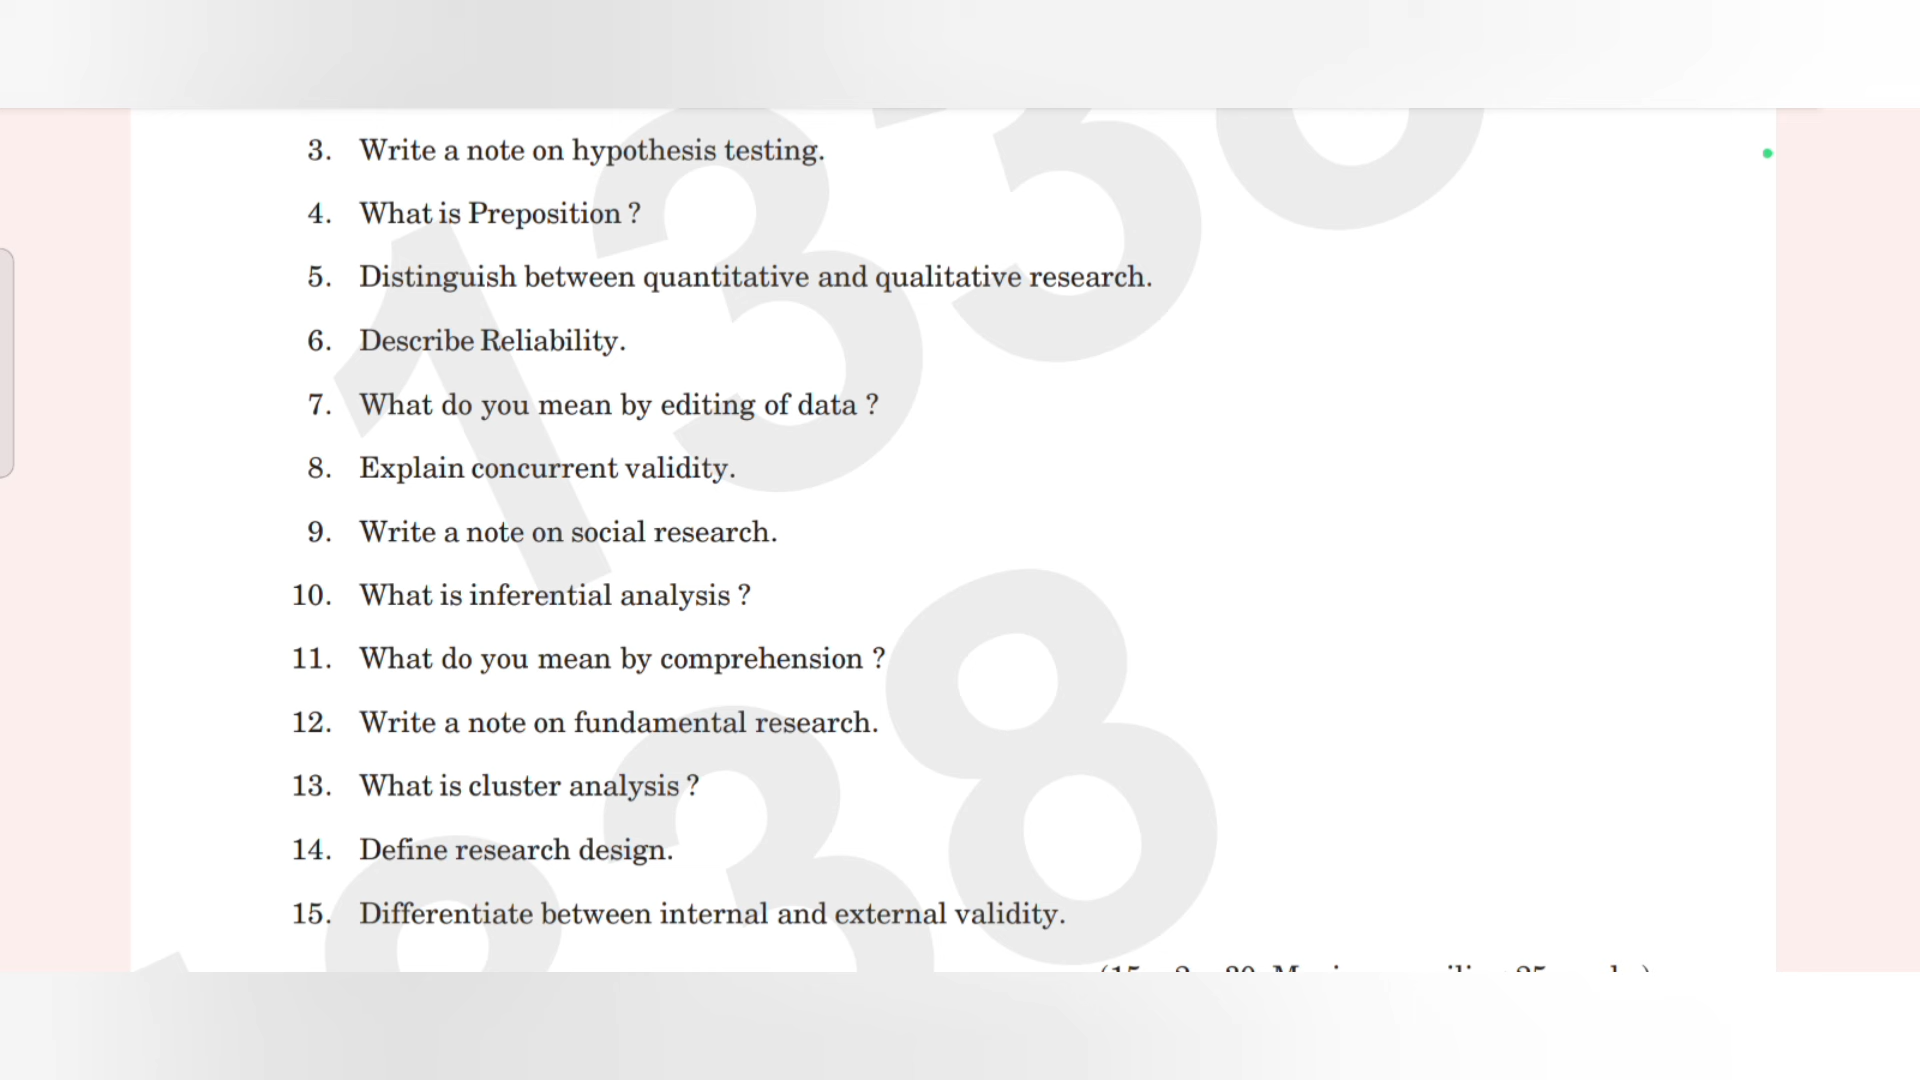 3. Write a note on hypothesis testing.
4. What is Preposition ?
5. Distinguish between quantitative and qualitative research.
6. Describe Reliability.
7. What do you mean by editing of data ?
8. Explain concurrent validity.
9. Write a note on social research.
10. What is inferential analysis ?
11. What do you mean by comprehension ?
12. Write a note on fundamental research.
13. What is cluster analysis ?
14. Define research design.
15. Differentiate between internal and external validity.